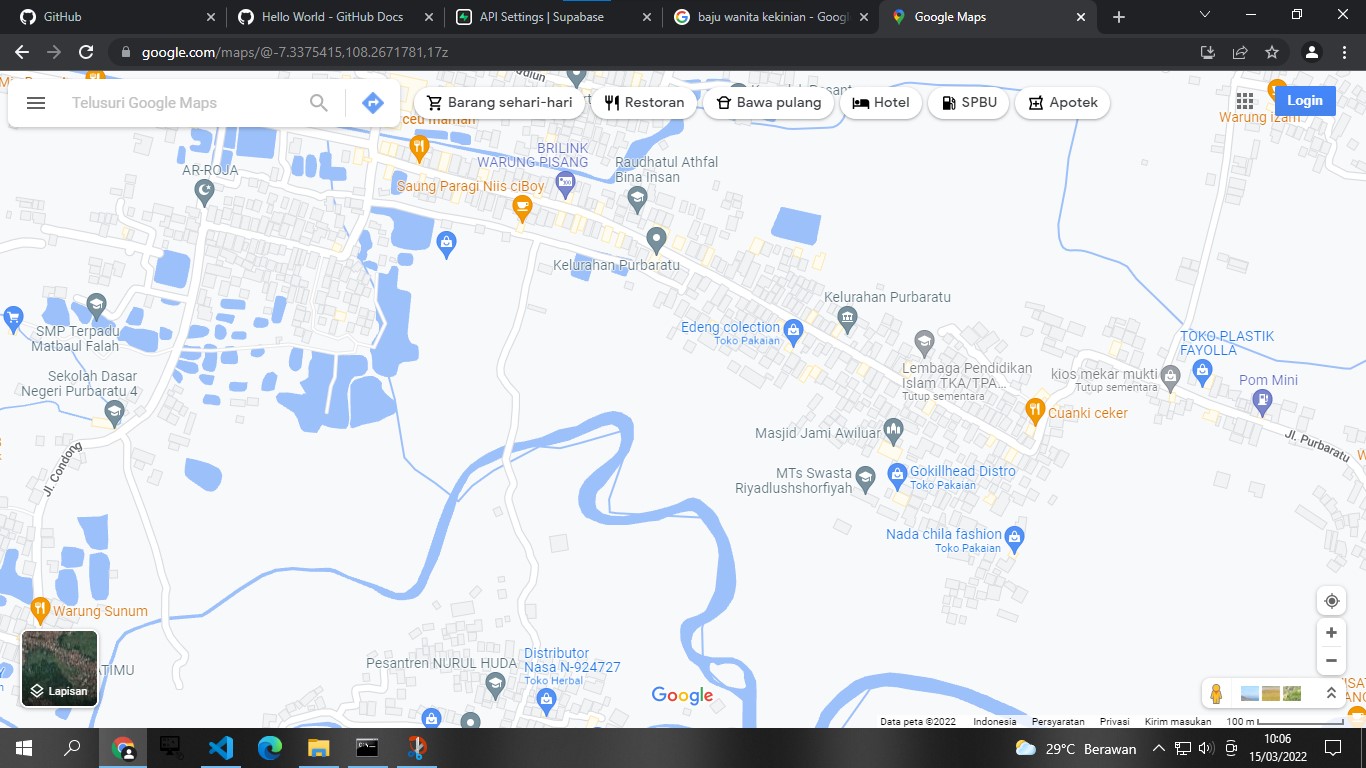 GitHub
Hello World - GitHub Docs
API Settings | Supabase
baju wanita kekinian - Googl
Google Maps
google.com/maps/@-7.3375415,108.2671781,17z
Telusuri Google Maps
Barang sehari-hari
Restoran
Bawa pulang
Hotel
SPBU
Apotek
Login
ceu mamah
Warung izam
BRILINK
WARUNG PISANG
Raudhatul Athfal
Bina Insan
AR-ROJA
Saung Paragi Niis ciBoy
Kelurahan Purbaratu
Kelurahan Purbaratu
SMP Terpadu
Matbaul Falah
Edeng colection
Toko Pakaian
TOKO PLASTIK
FAYOLLA
Lembaga Pendidikan
Islam TKA/TPA...
Tutup sementara
kios mekar mukti
Tutup sementara
Pom Mini
Sekolah Dasar
Negeri Purbaratu 4
Cuanki ceker
Masjid Jami Awiluar
Jl. Purbaratu
Jl. Condong
MTs Swasta
Riyadlushshorfiyah
Gokillhead Distro
Toko Pakaian
Nada chila fashion
Toko Pakaian
Warung Sunum
ATIMU
Lapisan
Pesantren NURUL HUDA
Distributor
Nasa N-924727
Toko Herbal
Google
Data peta ©2022
Indonesia
Persyaratan
Privasi
Kirim masukan
100 m
29°C Berawan
10:06
15/03/2022